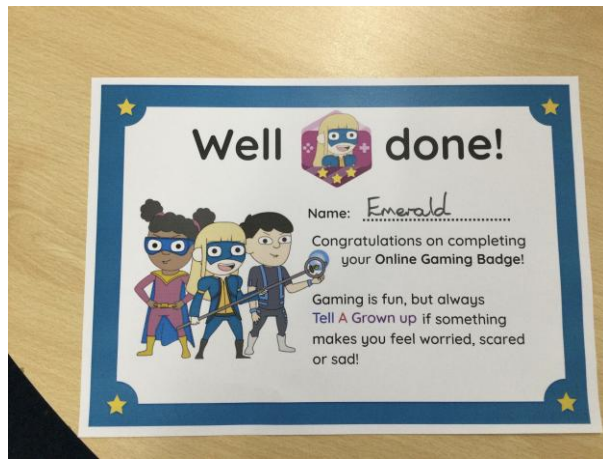 Well done!
Name: Emerald
Congratulations on completing
your Online Gaming Badge!
Gaming is fun, but always
Tell A Grown up if something
makes you feel worried, scared
or sad!